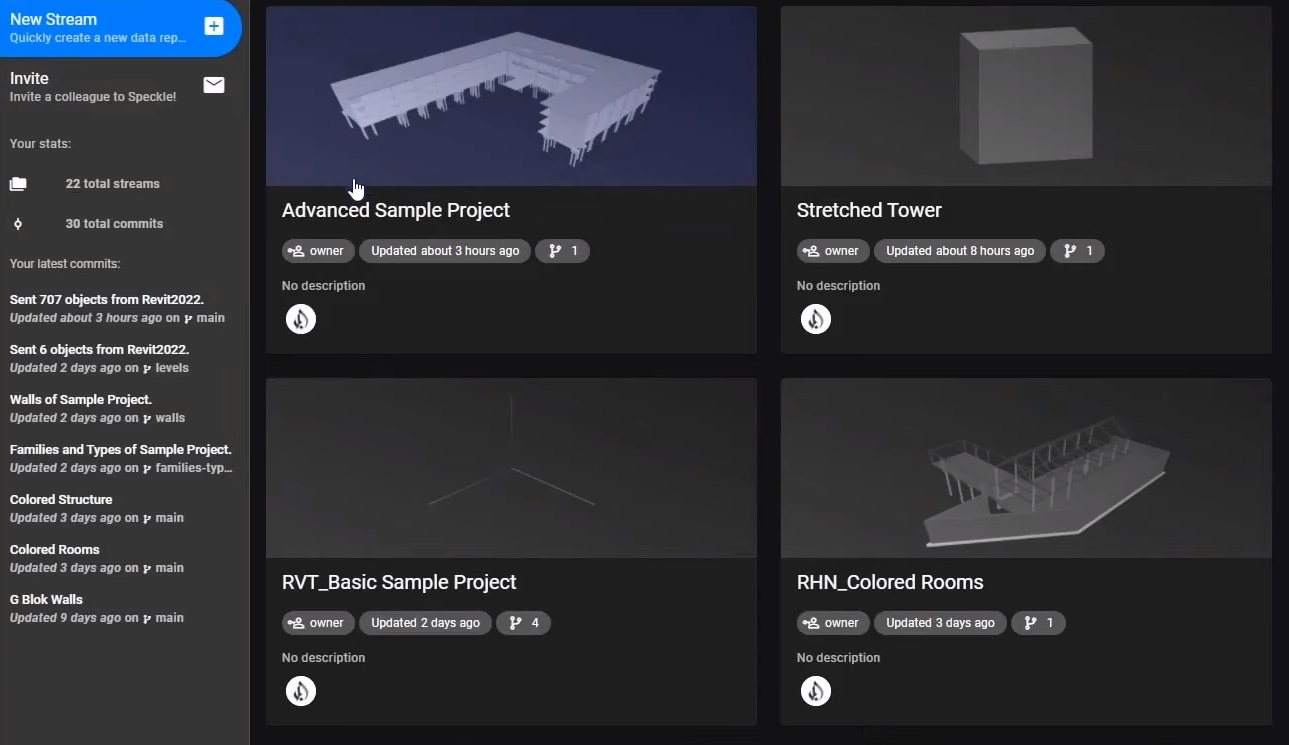 New Stream
Quickly create a new data rep...
Invite
Invite a colleague to Speckle!
Your stats:
22 total streams
30 total commits
Your latest commits:
Sent 707 objects from Revit2022.
Updated about 3 hours ago on main
Sent 6 objects from Revit2022.
Updated 2 days ago on levels
Walls of Sample Project.
Updated 2 days ago on walls
Families and Types of Sample Project.
Updated 2 days ago on families-typ...
Colored Structure
Updated 3 days ago on main
Colored Rooms
Updated 3 days ago on main
G Blok Walls
Updated 9 days ago on main
Advanced Sample Project
owner Updated about 3 hours ago 1
No description
Stretched Tower
owner Updated about 8 hours ago 1
No description
RVT_Basic Sample Project
owner Updated 2 days ago 4
No description
RHN_Colored Rooms
owner Updated 3 days ago 1
No description